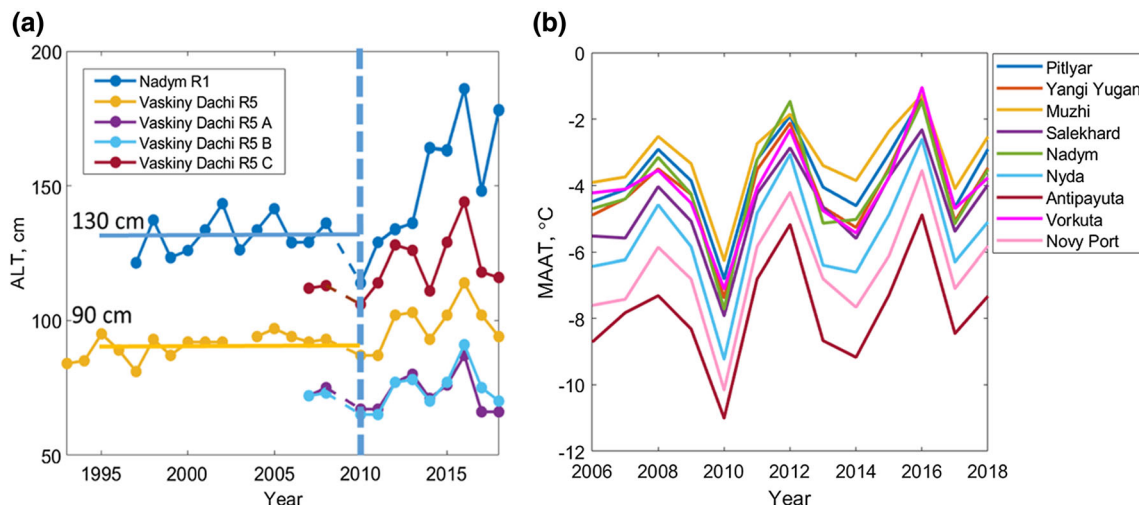 (a)
200
150
100
50
ALT, cm
130 cm
90 cm
Nadym R1
Vaskiny Dachi R5
Vaskiny Dachi R5 A
Vaskiny Dachi R5 B
Vaskiny Dachi R5 C
1995 2000 2005 2010 2015
Year
(b)
0
-2
-4
-6
-8
-10
-12
MAAT, °C
2006 2008 2010 2012 2014 2016 2018
Year
Pitlyar
Yangi Yugan
Muzhi
Salekhard
Nadym
Nyda
Antipayuta
Vorkuta
Novy Port